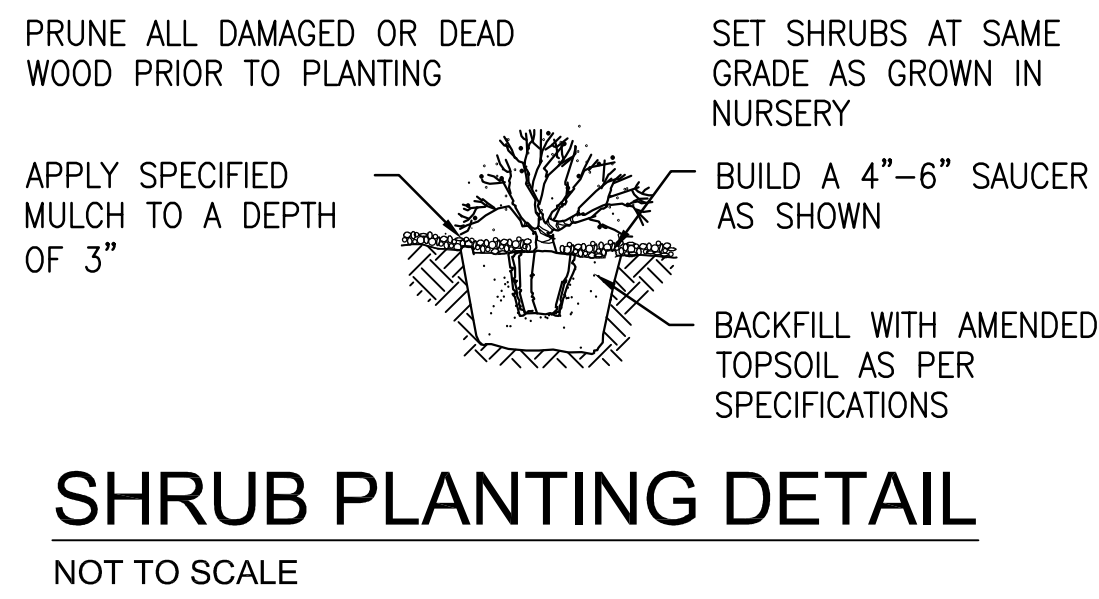 PRUNE ALL DAMAGED OR DEAD
WOOD PRIOR TO PLANTING
SET SHRUBS AT SAME
GRADE AS GROWN IN
NURSERY
APPLY SPECIFIED
MULCH TO A DEPTH
OF 3”
BUILD A 4”–6” SAUCER
AS SHOWN
BACKFILL WITH AMENDED
TOPSOIL AS PER
SPECIFICATIONS
SHRUB PLANTING DETAIL
NOT TO SCALE